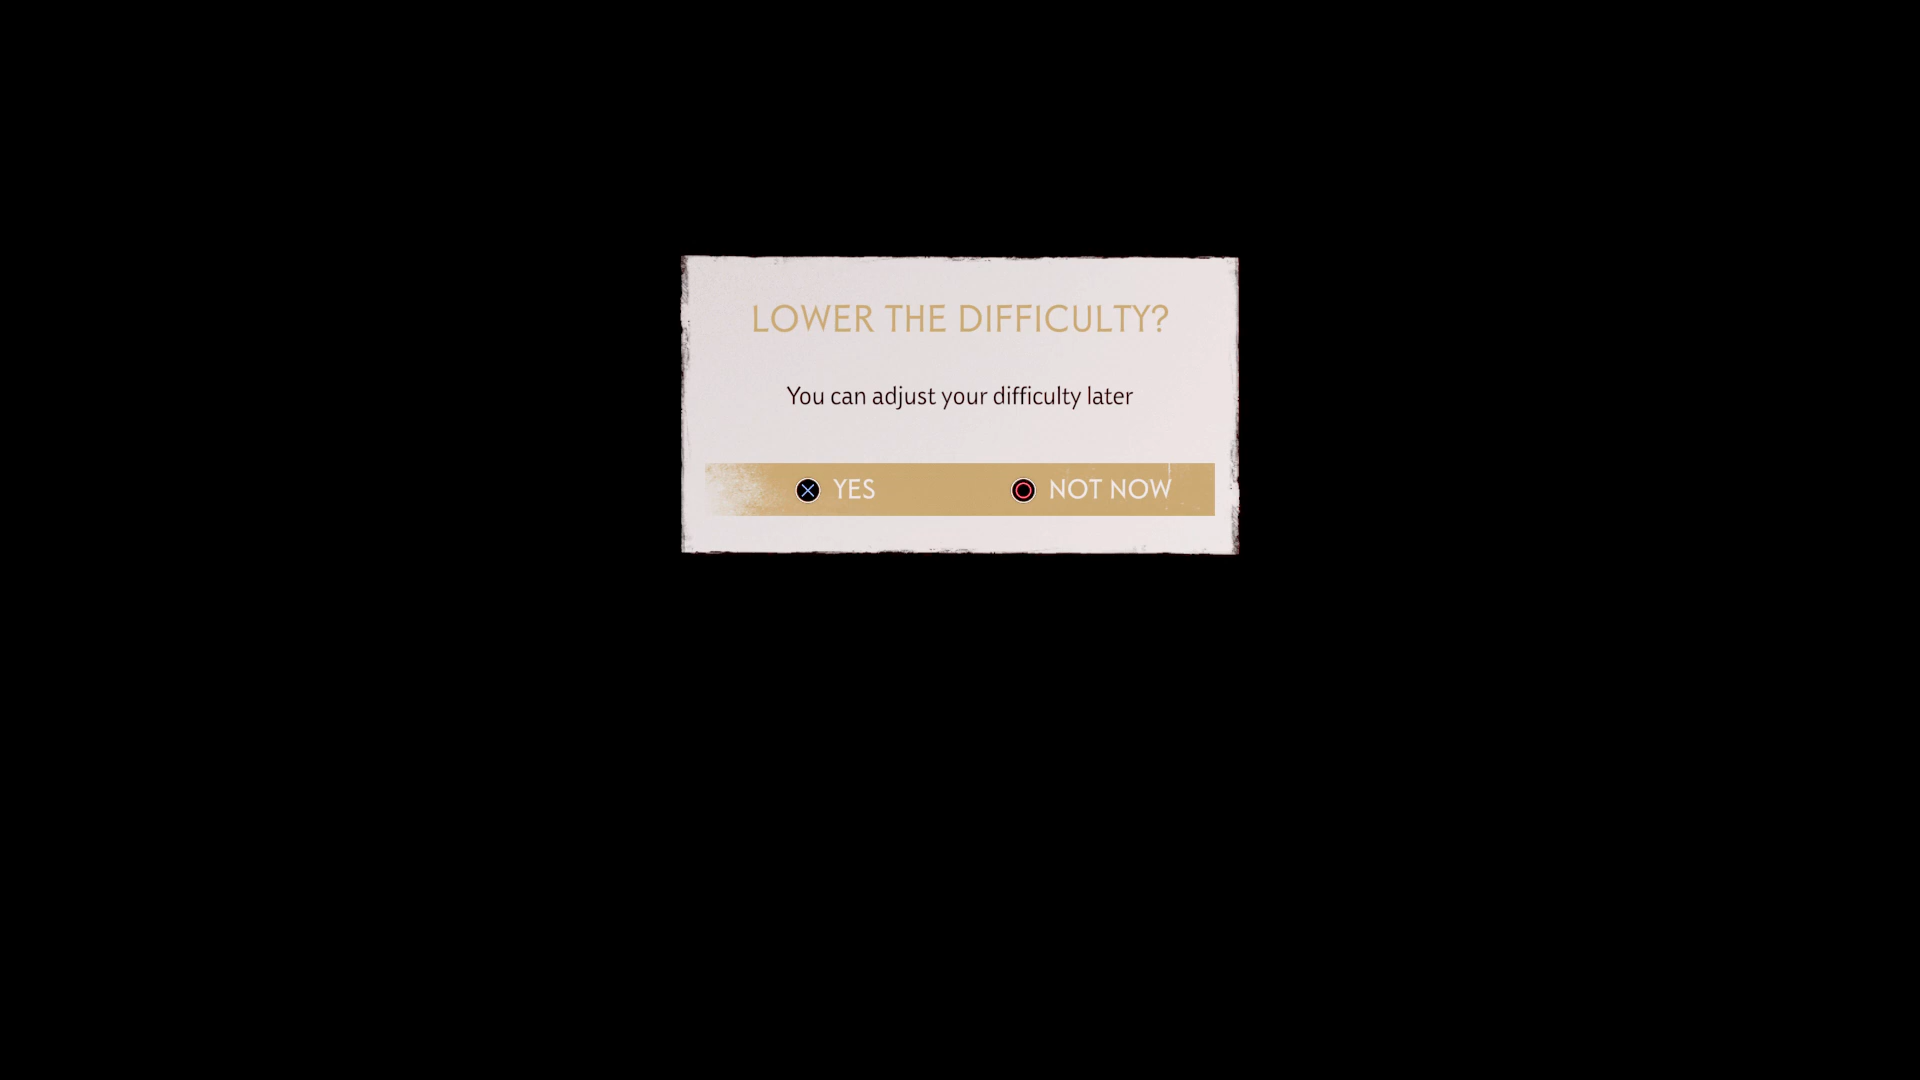 LOWER THE DIFFICULTY?
You can adjust your difficulty later
YES NOT NOW